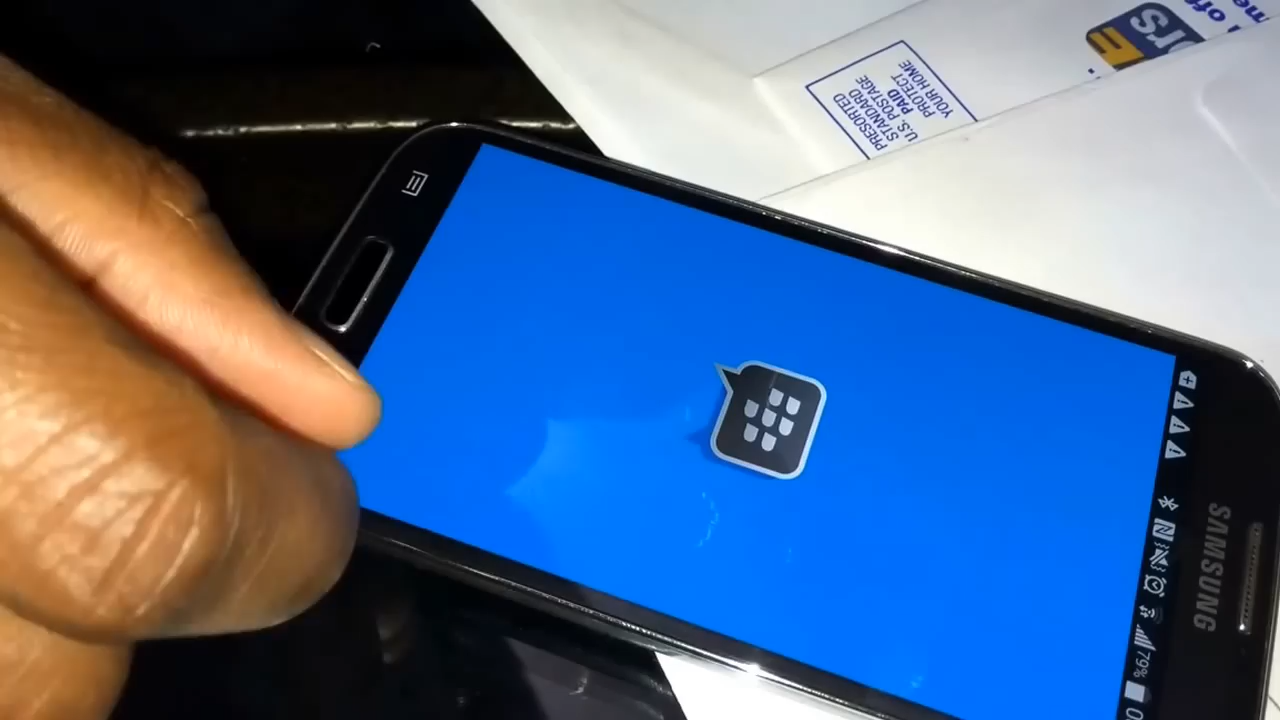 PRESORTED
STANDARD
U.S. POSTAGE
PAID
PROTECT
YOUR HOME
SAMSUNG
79%